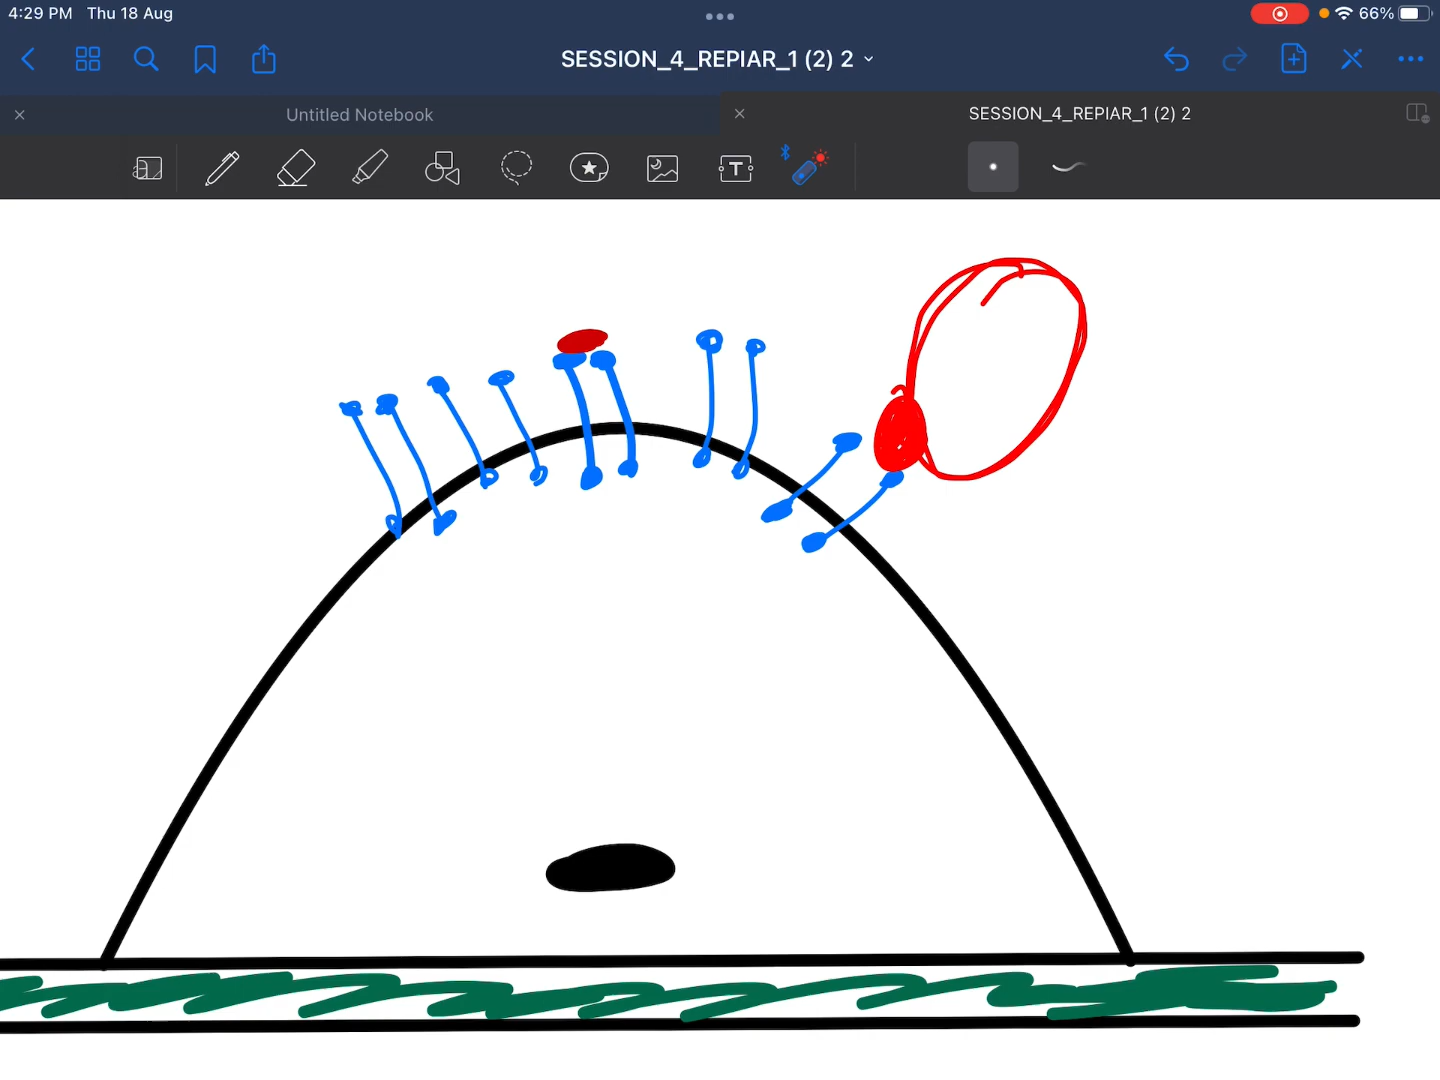 4:29 PM Thu 18 Aug
66%
SESSION_4_REPIAR_1 (2) 2
Untitled Notebook
SESSION_4_REPIAR_1 (2) 2
a
T